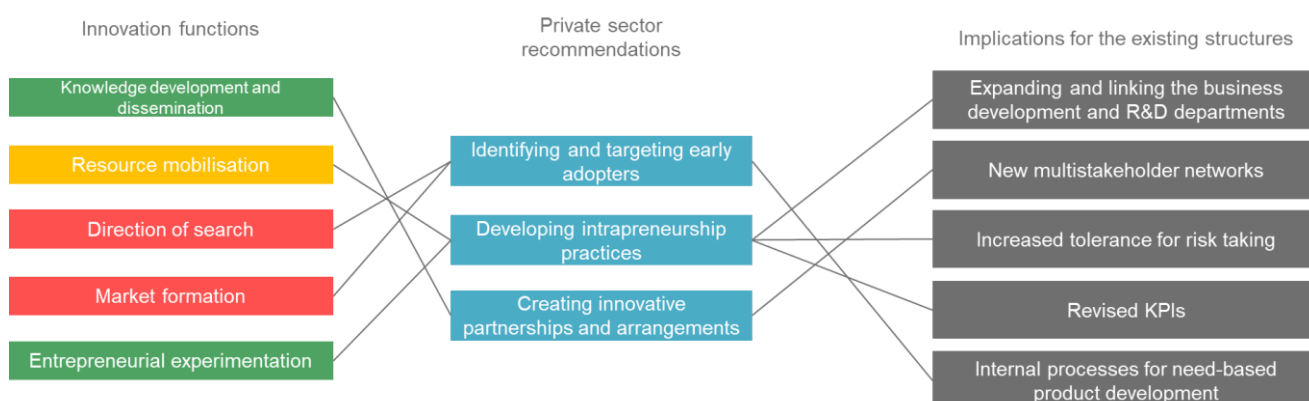 Innovation functions
Private sector
recommendations
Implications for the existing structures
Knowledge development and
dissemination
Resource mobilisation
Direction of search
Market formation
Entrepreneurial experimentation
Identifying and targeting early
adopters
Developing intrapreneurship
practices
Creating innovative
partnerships and arrangements
Expanding and linking the business
development and R&D departments
New multistakeholder networks
Increased tolerance for risk taking
Revised KPIs
Internal processes for need-based
product development